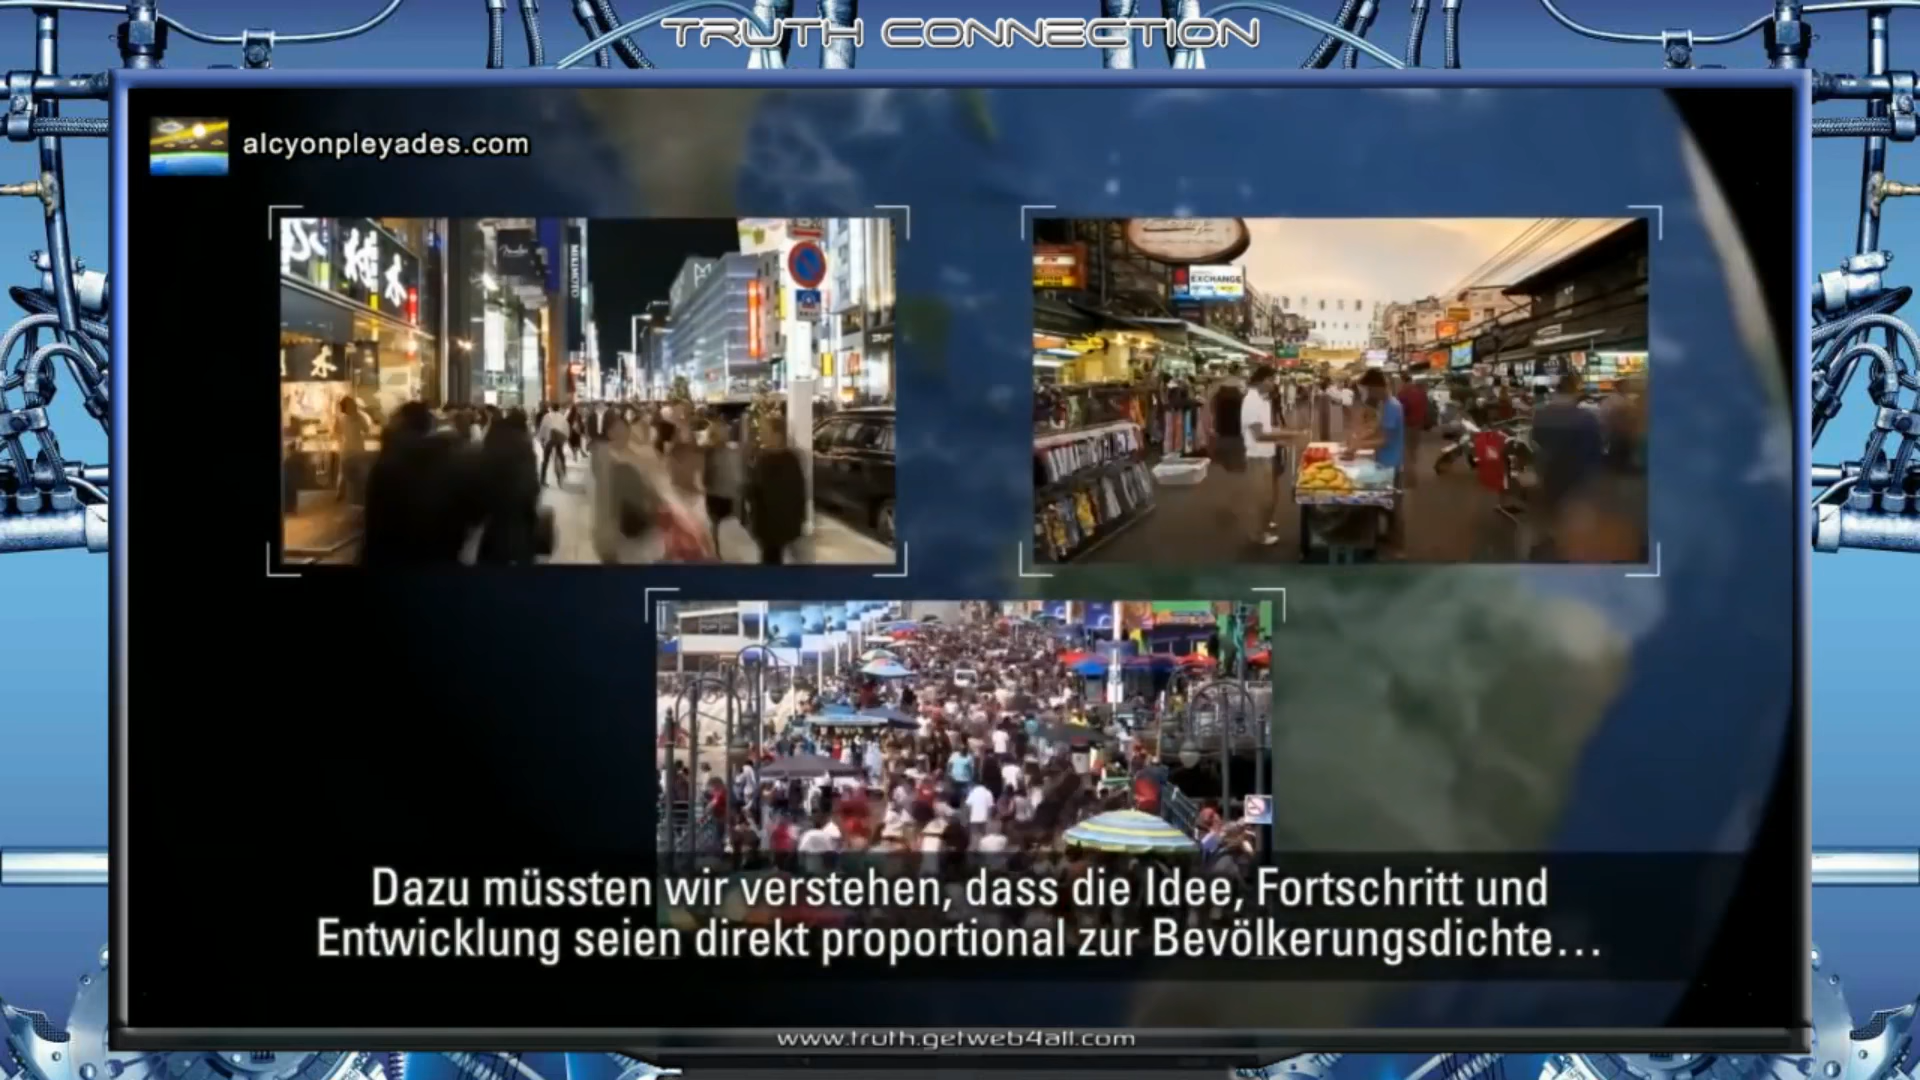 TRUTH CONNECTION
alcyonpleyades.com
EXCHANGE
Dazu müssten wir verstehen, dass die Idee, Fortschritt und
Entwicklung seien direkt proportional zur Bevölkerungsdichte...
www.truth.getweb4all.com